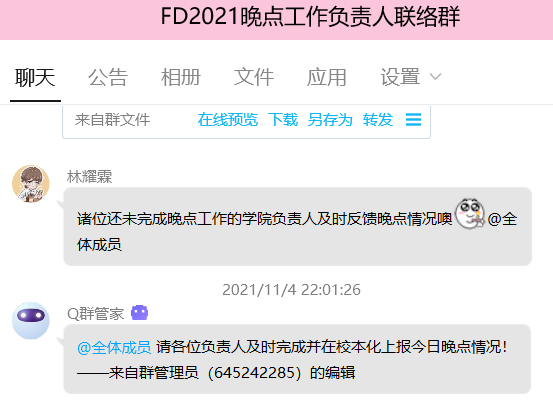 FD2021晚点工作负责人联络群
聊天 公告 相册 文件 应用 设置
来自群文件 在线预览 下载 另存为 转发
林耀霖
诸位还未完成晚点工作的学院负责人及时反馈晚点情况噢@全
体成员
2021/11/4 22:01:26
Q群管家
@全体成员 请各位负责人及时完成并在校本化上报今日晚点情况！
——来自群管理员（645242285）的编辑